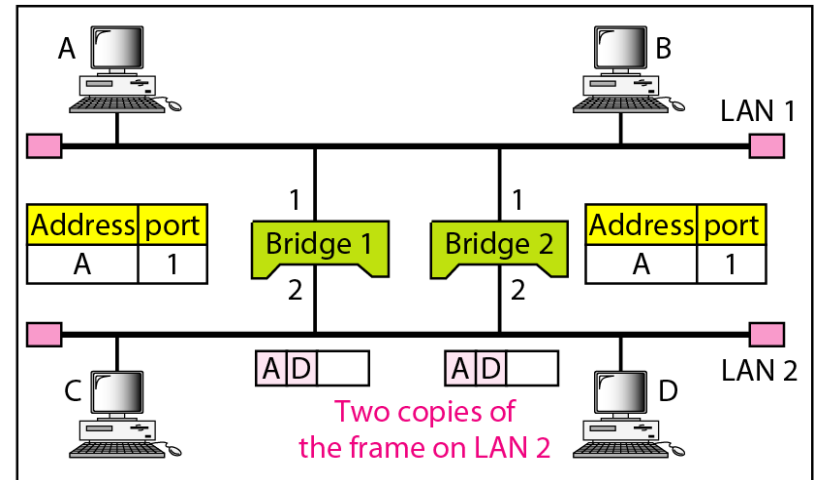 A
B
LAN 1
1
1
Address port
A 1
Bridge 1
Bridge 2
Address port
A 1
2
2
A D
A D
C
D
LAN 2
Two copies of
the frame on LAN 2